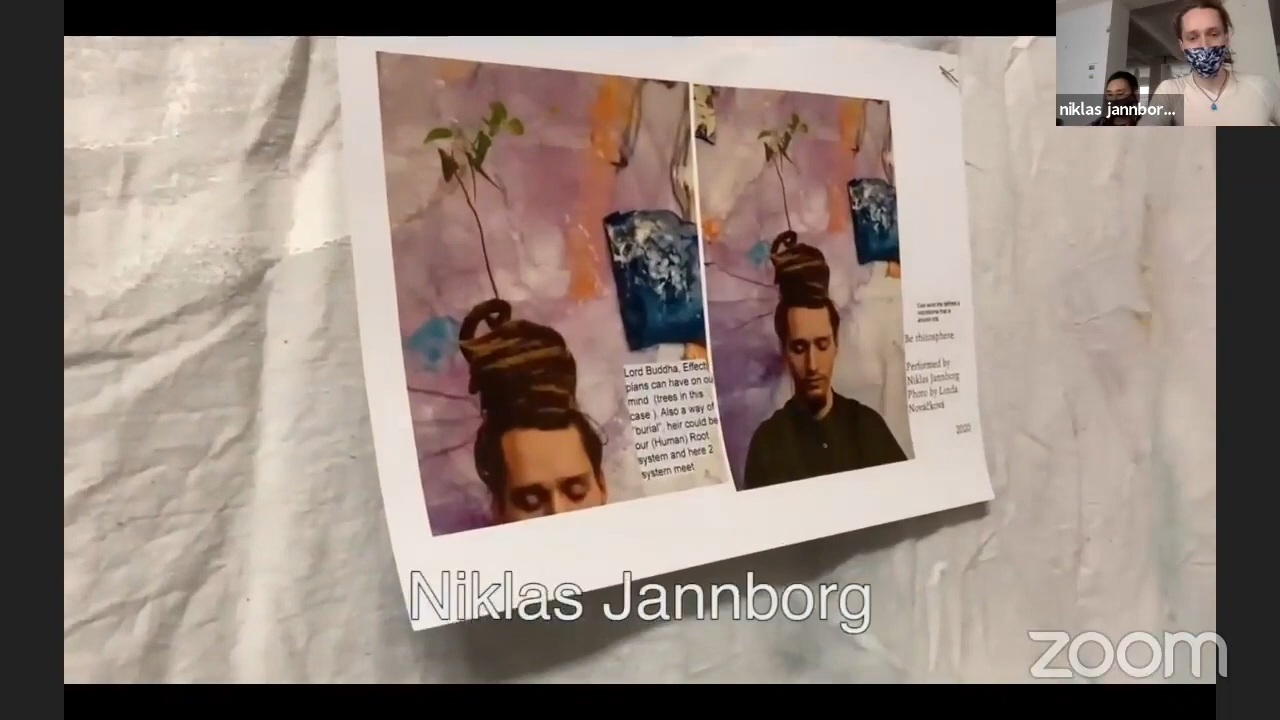 niklas jannbor...
Lord Buddha, Effect
plans can have on ou
mind (trees in this
case ). Also a way of
"burial". heir could be
our (Human) Root
system and here 2
system meet
Be rhizosphere
Performed by
Niklas Jannborg
Photo by Linda
Nováčková
2020
Niklas Jannborg
zoom